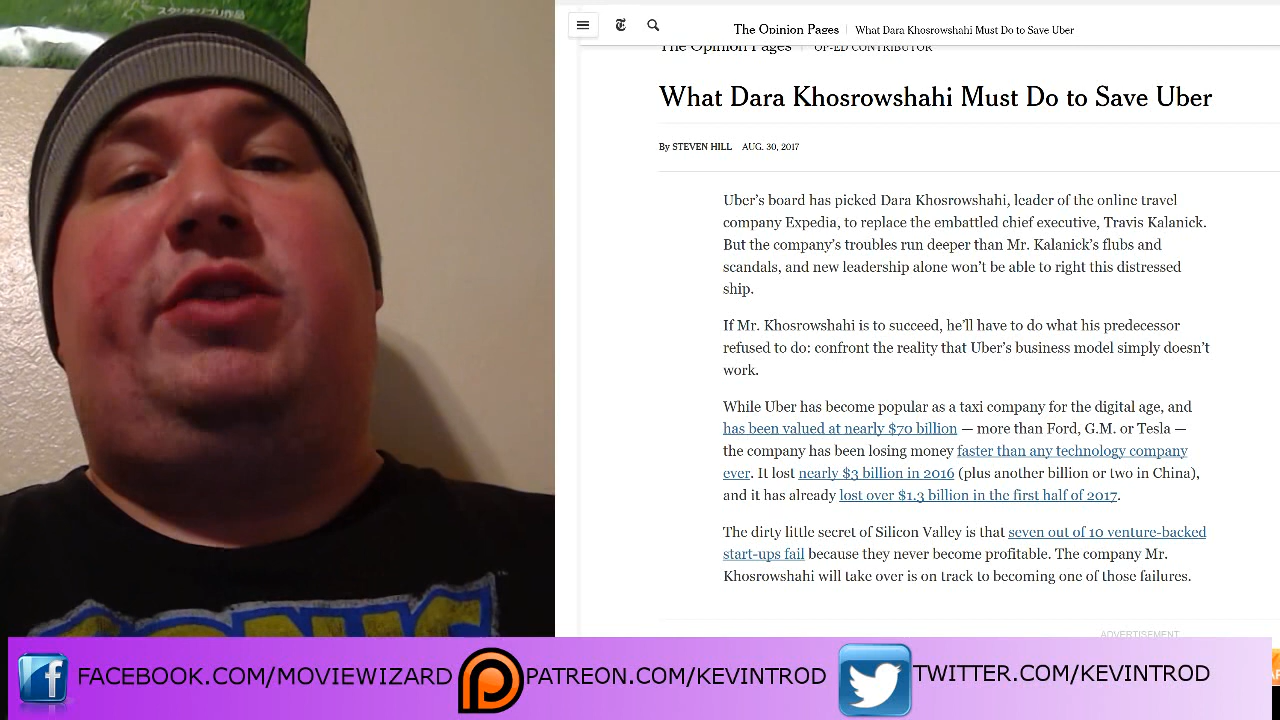 スタジオジブリ作品
The Opinion Pages | What Dara Khosrowshahi Must Do to Save Uber
The Opinion Pages | OP-ED CONTRIBUTOR
What Dara Khosrowshahi Must Do to Save Uber
By STEVEN HILL AUG. 30, 2017
Uber’s board has picked Dara Khosrowshahi, leader of the online travel
company Expedia, to replace the embattled chief executive, Travis Kalanick.
But the company’s troubles run deeper than Mr. Kalanick’s flubs and
scandals, and new leadership alone won’t be able to right this distressed
ship.
If Mr. Khosrowshahi is to succeed, he’ll have to do what his predecessor
refused to do: confront the reality that Uber’s business model simply doesn’t
work.
While Uber has become popular as a taxi company for the digital age, and
has been valued at nearly $70 billion — more than Ford, G.M. or Tesla —
the company has been losing money faster than any technology company
ever. It lost nearly $3 billion in 2016 (plus another billion or two in China),
and it has already lost over $1.3 billion in the first half of 2017.
The dirty little secret of Silicon Valley is that seven out of 10 venture-backed
start-ups fail because they never become profitable. The company Mr.
Khosrowshahi will take over is on track to becoming one of those failures.
ADVERTISEMENT
SONIC
FACEBOOK.COM/MOVIEWIZARD
PATREON.COM/KEVINTROD
TWITTER.COM/KEVINTROD